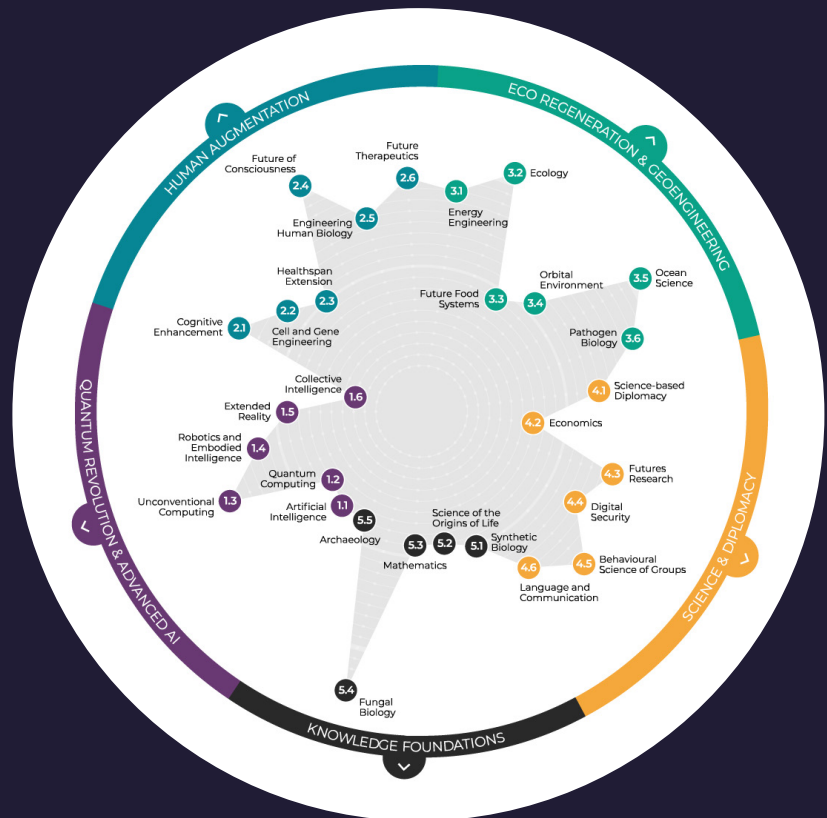 HUMAN AUGMENTATION
ECO REGENERATION & GEOENGINEERING
Future
Therapeutics
2.6
Future of
Consciousness
2.4
3.2
Ecology
3.1
Energy
Engineering
Engineering
Human Biology
2.5
Healthspan
Extension
2.3
2.2
Cell and Gene
Engineering
Cognitive
Enhancement
2.1
Future Food
Systems
3.3
Orbital
Environment
3.4
3.5
Ocean
Science
Pathogen
Biology
3.6
QUANTUM REVOLUTION & ADVANCED AI
Collective
Intelligence
1.6
Extended
Reality
1.5
Robotics and
Embodied
Intelligence
1.4
Quantum
Computing
1.2
Unconventional
Computing
1.3
Artificial
Intelligence
1.1
4.1
Science-based
Diplomacy
4.2
Economics
4.3
Futures
Research
4.4
Digital
Security
4.5
Behavioural
Science of Groups
4.6
Language and
Communication
SCIENCE & DIPLOMACY
5.5
Archaeology
5.3
Mathematics
Science of the
Origins of Life
5.2
5.1
Synthetic
Biology
5.4
Fungal
Biology
KNOWLEDGE FOUNDATIONS